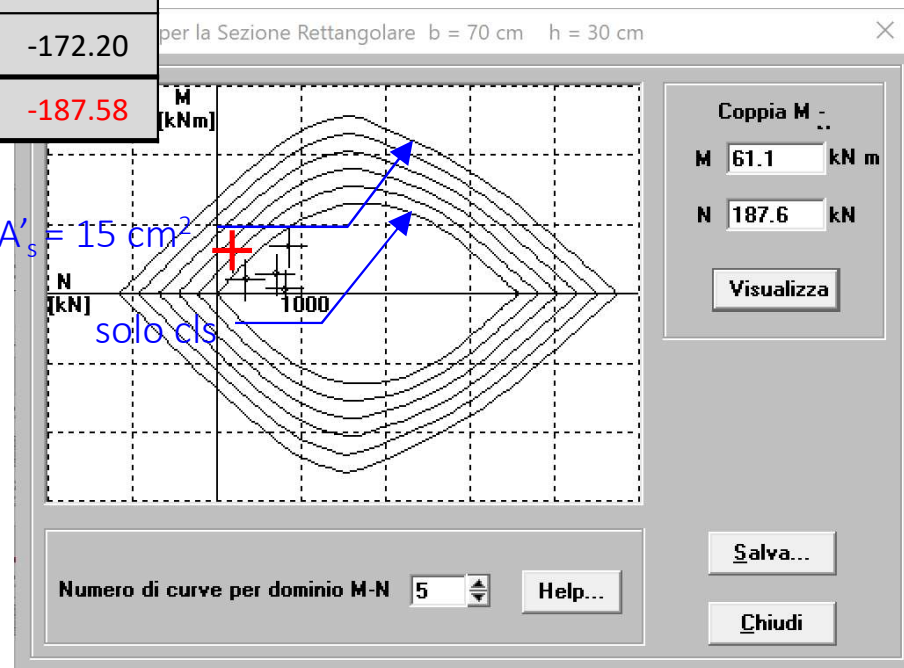 -172.20
-187.58
per la Sezione Rettangolare b = 70 cm h = 30 cm
M
[kNm]
N
[kN]
1000
A's = 15 cm2
solo cls
Coppia M -
M 61.1 kN m
N 187.6 kN
Visualizza
Numero di curve per dominio M-N 5
Help...
Salva...
Chiudi